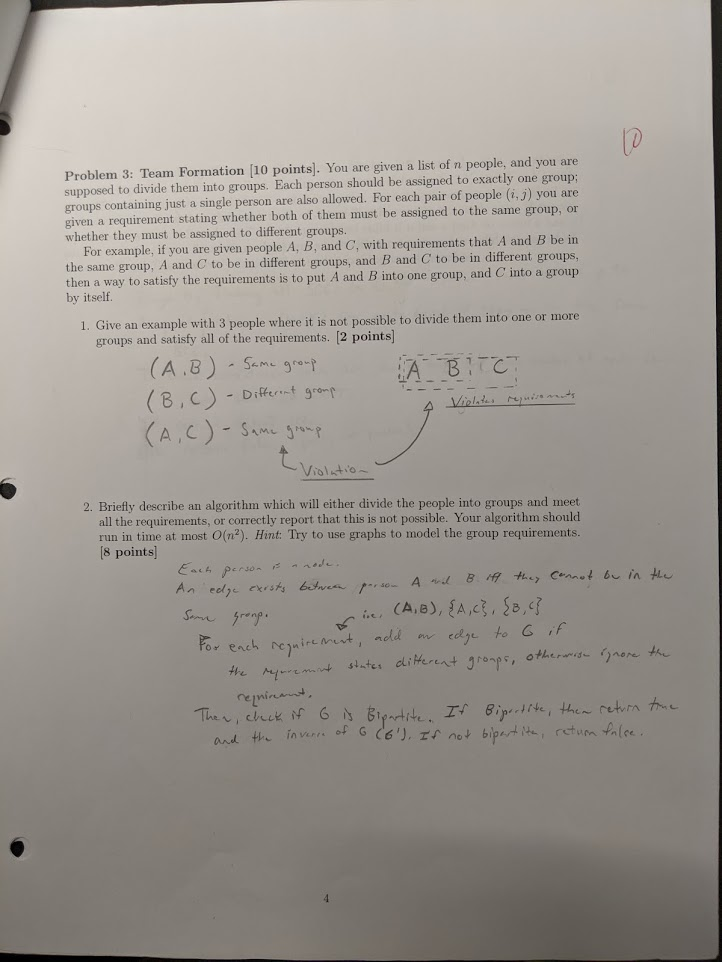 10
Problem 3: Team Formation [10 points]. You are given a list of n people, and you are
supposed to divide them into groups. Each person should be assigned to exactly one group;
groups containing just a single person are also allowed. For each pair of people (i, j) you are
given a requirement stating whether both of them must be assigned to the same group, or
whether they must be assigned to different groups.
For example, if you are given people A, B, and C, with requirements that A and B be in
the same group, A and C to be in different groups, and B and C to be in different groups,
then a way to satisfy the requirements is to put A and B into one group, and C into a group
by itself.
1. Give an example with 3 people where it is not possible to divide them into one or more
groups and satisfy all of the requirements. [2 points]
(A,B) - Same group
(B,C) - Different group
(A,C) - Same group
A B C
Violates requirements
Violation
2. Briefly describe an algorithm which will either divide the people into groups and meet
all the requirements, or correctly report that this is not possible. Your algorithm should
run in time at most O(n²). Hint: Try to use graphs to model the group requirements.
[8 points]
Each person is a node.
An edge exists between person A and B iff they cannot be in the
Same group.
i.e. (A,B), {A,C}, {B,C}
For each requirement, add an edge to G if
the requirement states different groups, otherwise ignore the
requirement.
Then, check if G is Bipartite. If Bipartite, then return true
and the inverse of G (G'). If not bipartite, return false.
4